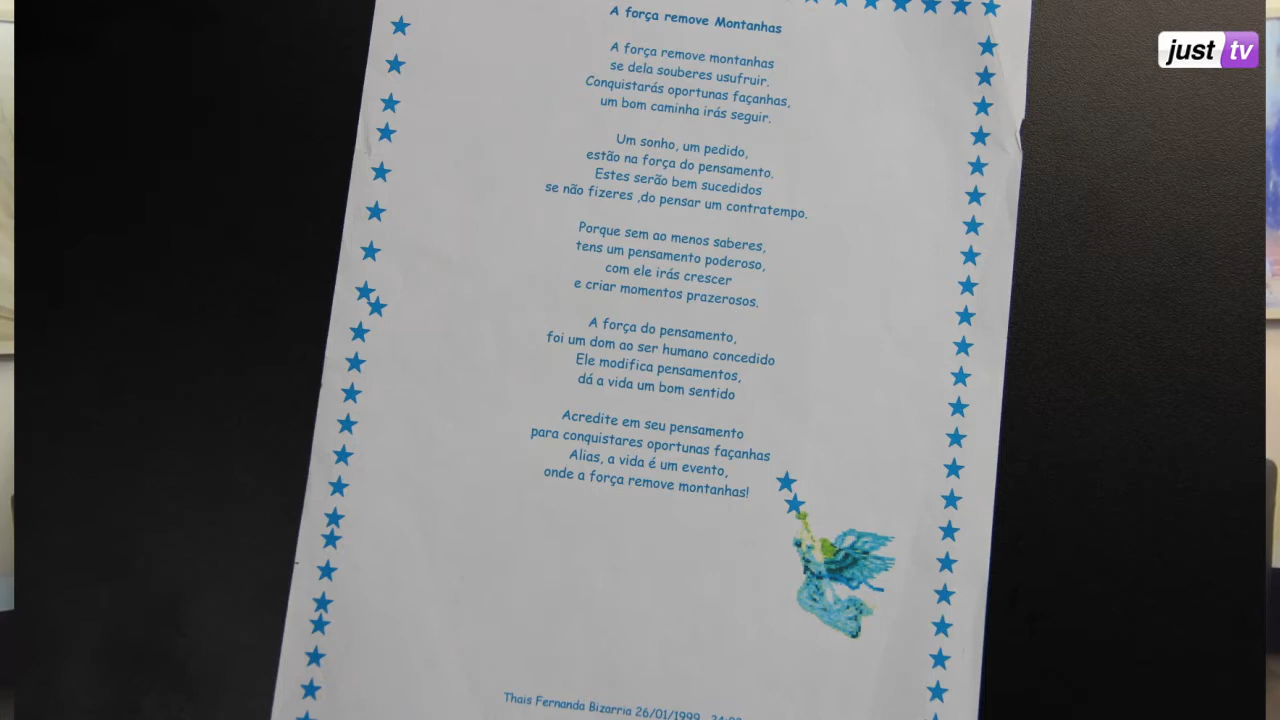 just tv
A força remove Montanhas
A força remove montanhas
se dela souberes usufruir.
Conquistarás oportunas façanhas,
um bom caminha irás seguir.
Um sonho, um pedido,
estão na força do pensamento.
Estes serão bem sucedidos
se não fizeres ,do pensar um contratempo.
Porque sem ao menos saberes,
tens um pensamento poderoso,
com ele irás crescer
e criar momentos prazerosos.
A força do pensamento,
foi um dom ao ser humano concedido
Ele modifica pensamentos,
dá a vida um bom sentido
Acredite em seu pensamento
para conquistares oportunas façanhas
Alias, a vida é um evento,
onde a força remove montanhas!
Thais Fernanda Bizarria 26/01/1999